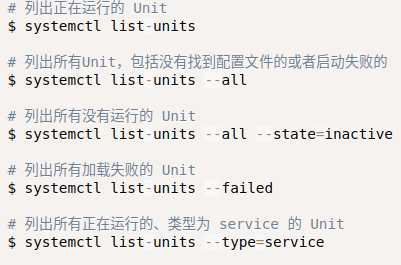 # 列出正在运行的 Unit
$ systemctl list-units
# 列出所有Unit，包括没有找到配置文件的或者启动失败的
$ systemctl list-units --all
# 列出所有没有运行的 Unit
$ systemctl list-units --all --state=inactive
# 列出所有加载失败的 Unit
$ systemctl list-units --failed
# 列出所有正在运行的、类型为 service 的 Unit
$ systemctl list-units --type=service